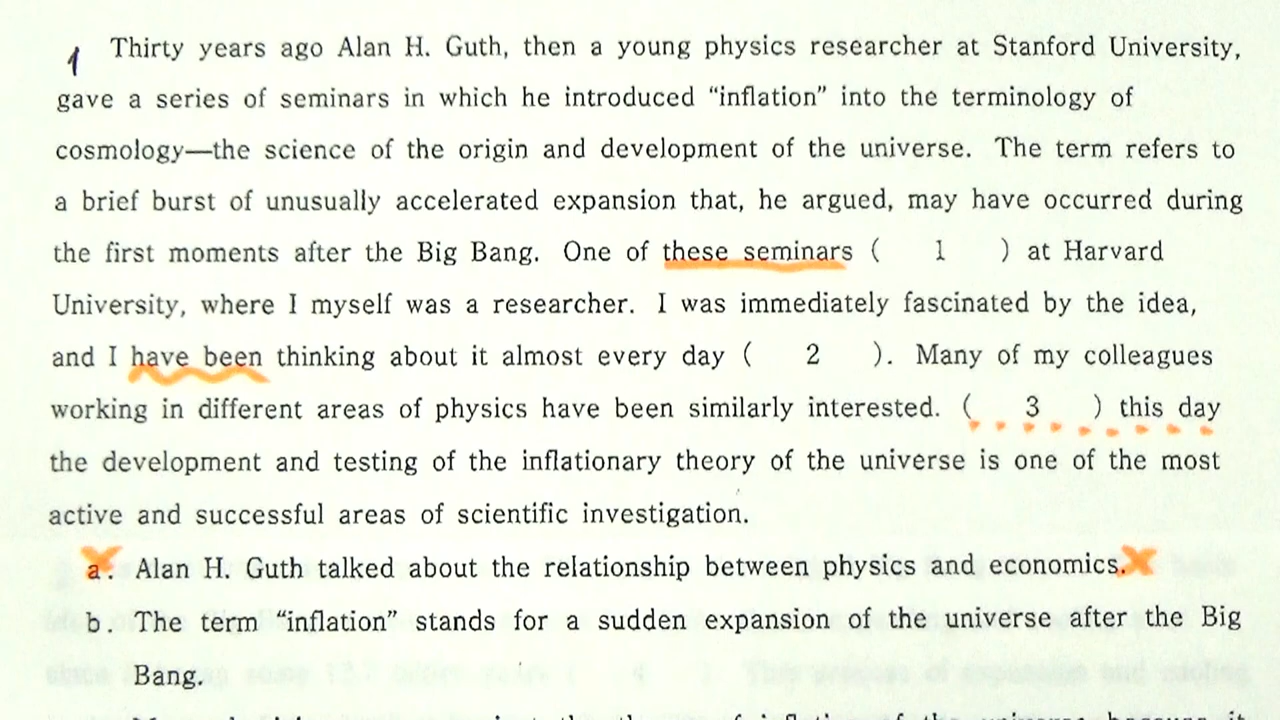 1 Thirty years ago Alan H. Guth, then a young physics researcher at Stanford University,
gave a series of seminars in which he introduced “inflation” into the terminology of
cosmology—the science of the origin and development of the universe. The term refers to
a brief burst of unusually accelerated expansion that, he argued, may have occurred during
the first moments after the Big Bang. One of these seminars ( 1 ) at Harvard
University, where I myself was a researcher. I was immediately fascinated by the idea,
and I have been thinking about it almost every day ( 2 ). Many of my colleagues
working in different areas of physics have been similarly interested. ( 3 ) this day
the development and testing of the inflationary theory of the universe is one of the most
active and successful areas of scientific investigation.
a. Alan H. Guth talked about the relationship between physics and economics.
b. The term “inflation” stands for a sudden expansion of the universe after the Big
Bang.